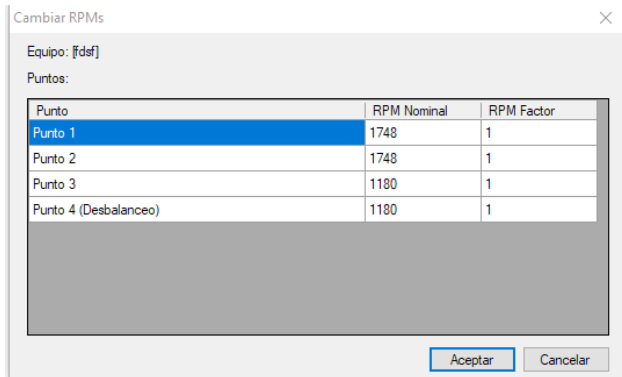 Cambiar RPMs
Equipo: [fdsf]
Puntos:
Punto RPM Nominal RPM Factor
Punto 1 1748 1
Punto 2 1748 1
Punto 3 1180 1
Punto 4 (Desbalanceo) 1180 1
Aceptar Cancelar